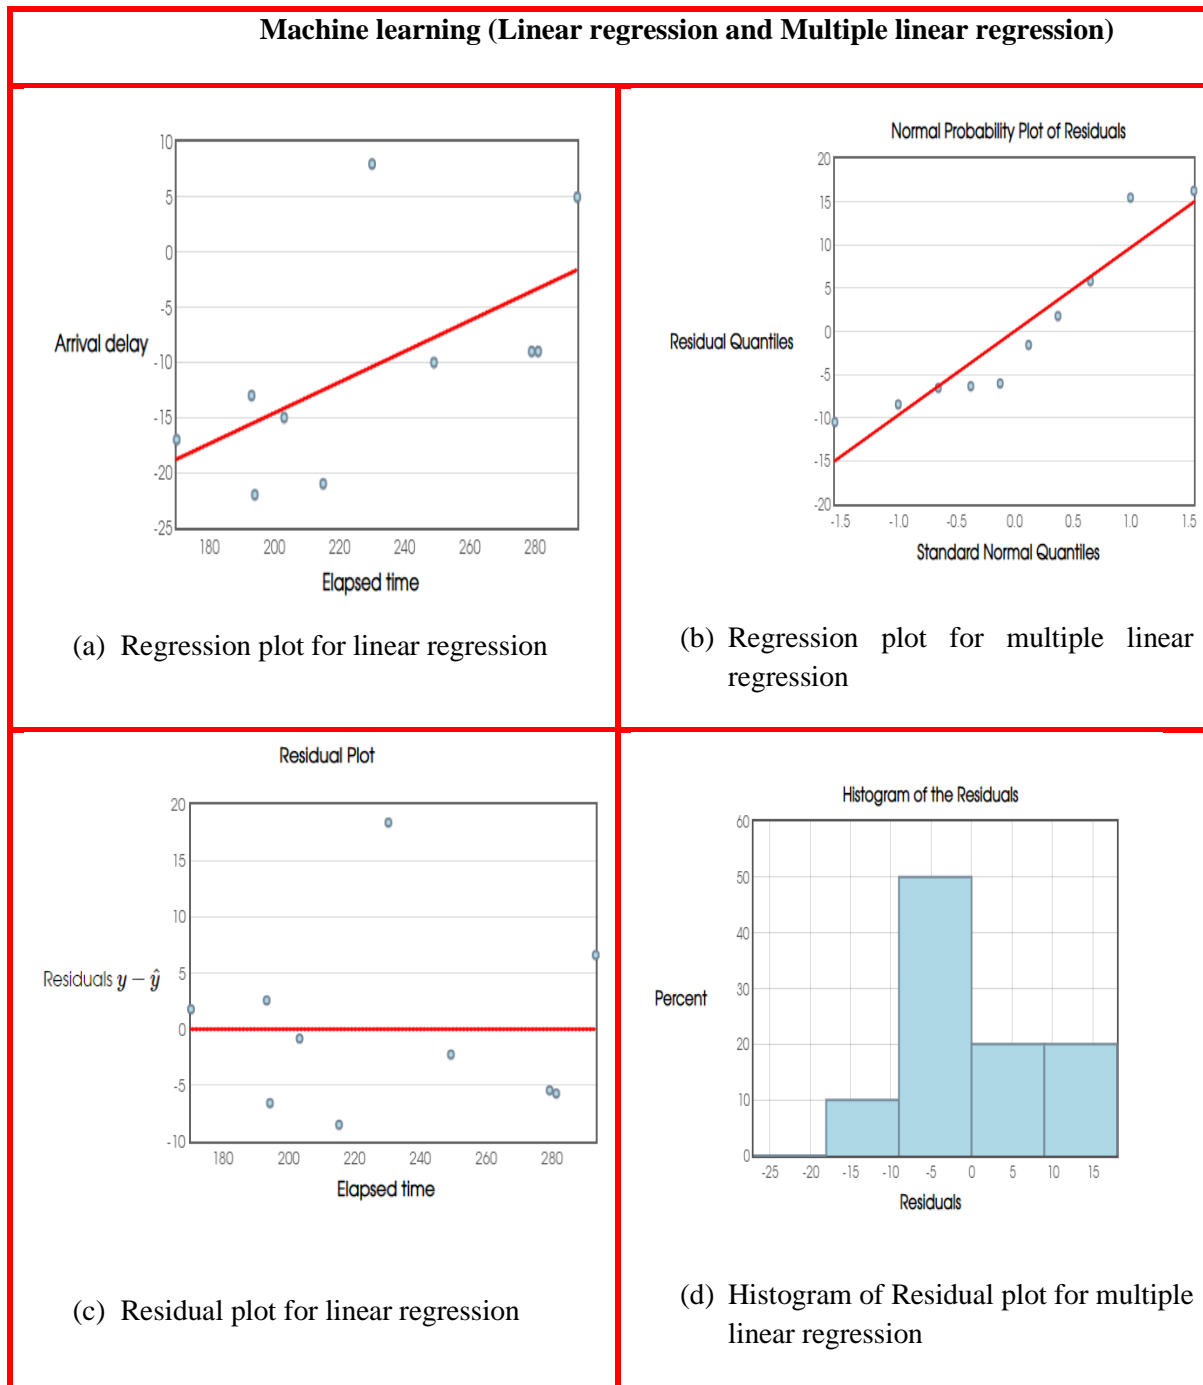 Machine learning (Linear regression and Multiple linear regression)
10
5
0
-5
-10
-15
-20
-25
Arrival delay
180 200 220 240 260 280
Elapsed time
(a) Regression plot for linear regression
Normal Probability Plot of Residuals
20
15
10
5
0
-5
-10
-15
-20
Residual Quantiles
-1.5 -1.0 -0.5 0.0 0.5 1.0 1.5
Standard Normal Quantiles
(b) Regression plot for multiple linear
regression
Residual Plot
20
15
10
5
0
-5
-10
Residuals y − ŷ
180 200 220 240 260 280
Elapsed time
(c) Residual plot for linear regression
Histogram of the Residuals
60
50
40
30
20
10
0
Percent
-25 -20 -15 -10 -5 0 5 10 15
Residuals
(d) Histogram of Residual plot for multiple
linear regression